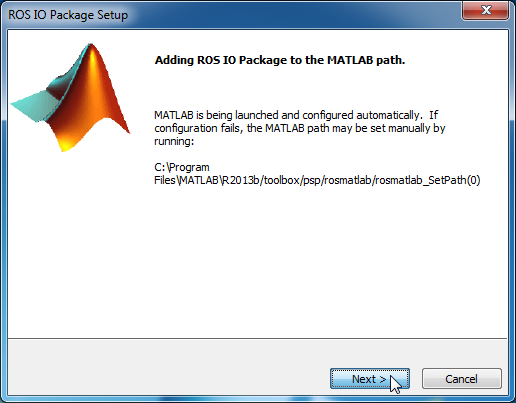 ROS IO Package Setup
Adding ROS IO Package to the MATLAB path.
MATLAB is being launched and configured automatically.  If
configuration fails, the MATLAB path may be set manually by
running:
C:\Program
Files\MATLAB\R2013b/toolbox/psp/rosmatlab/rosmatlab_SetPath(0)
Next >
Cancel